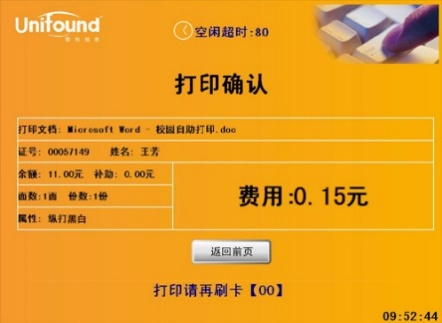 Unifound
空闲超时:80
打印确认
打印文档: Microsoft Word - 校园自助打印.doc
证号: 00057149 姓名: 王芳
余额: 11.00元 补助: 0.00元
面数:1面 份数:1份
属性: 纵打黑白
费用:0.15元
返回前页
打印请再刷卡【00】
09:52:44